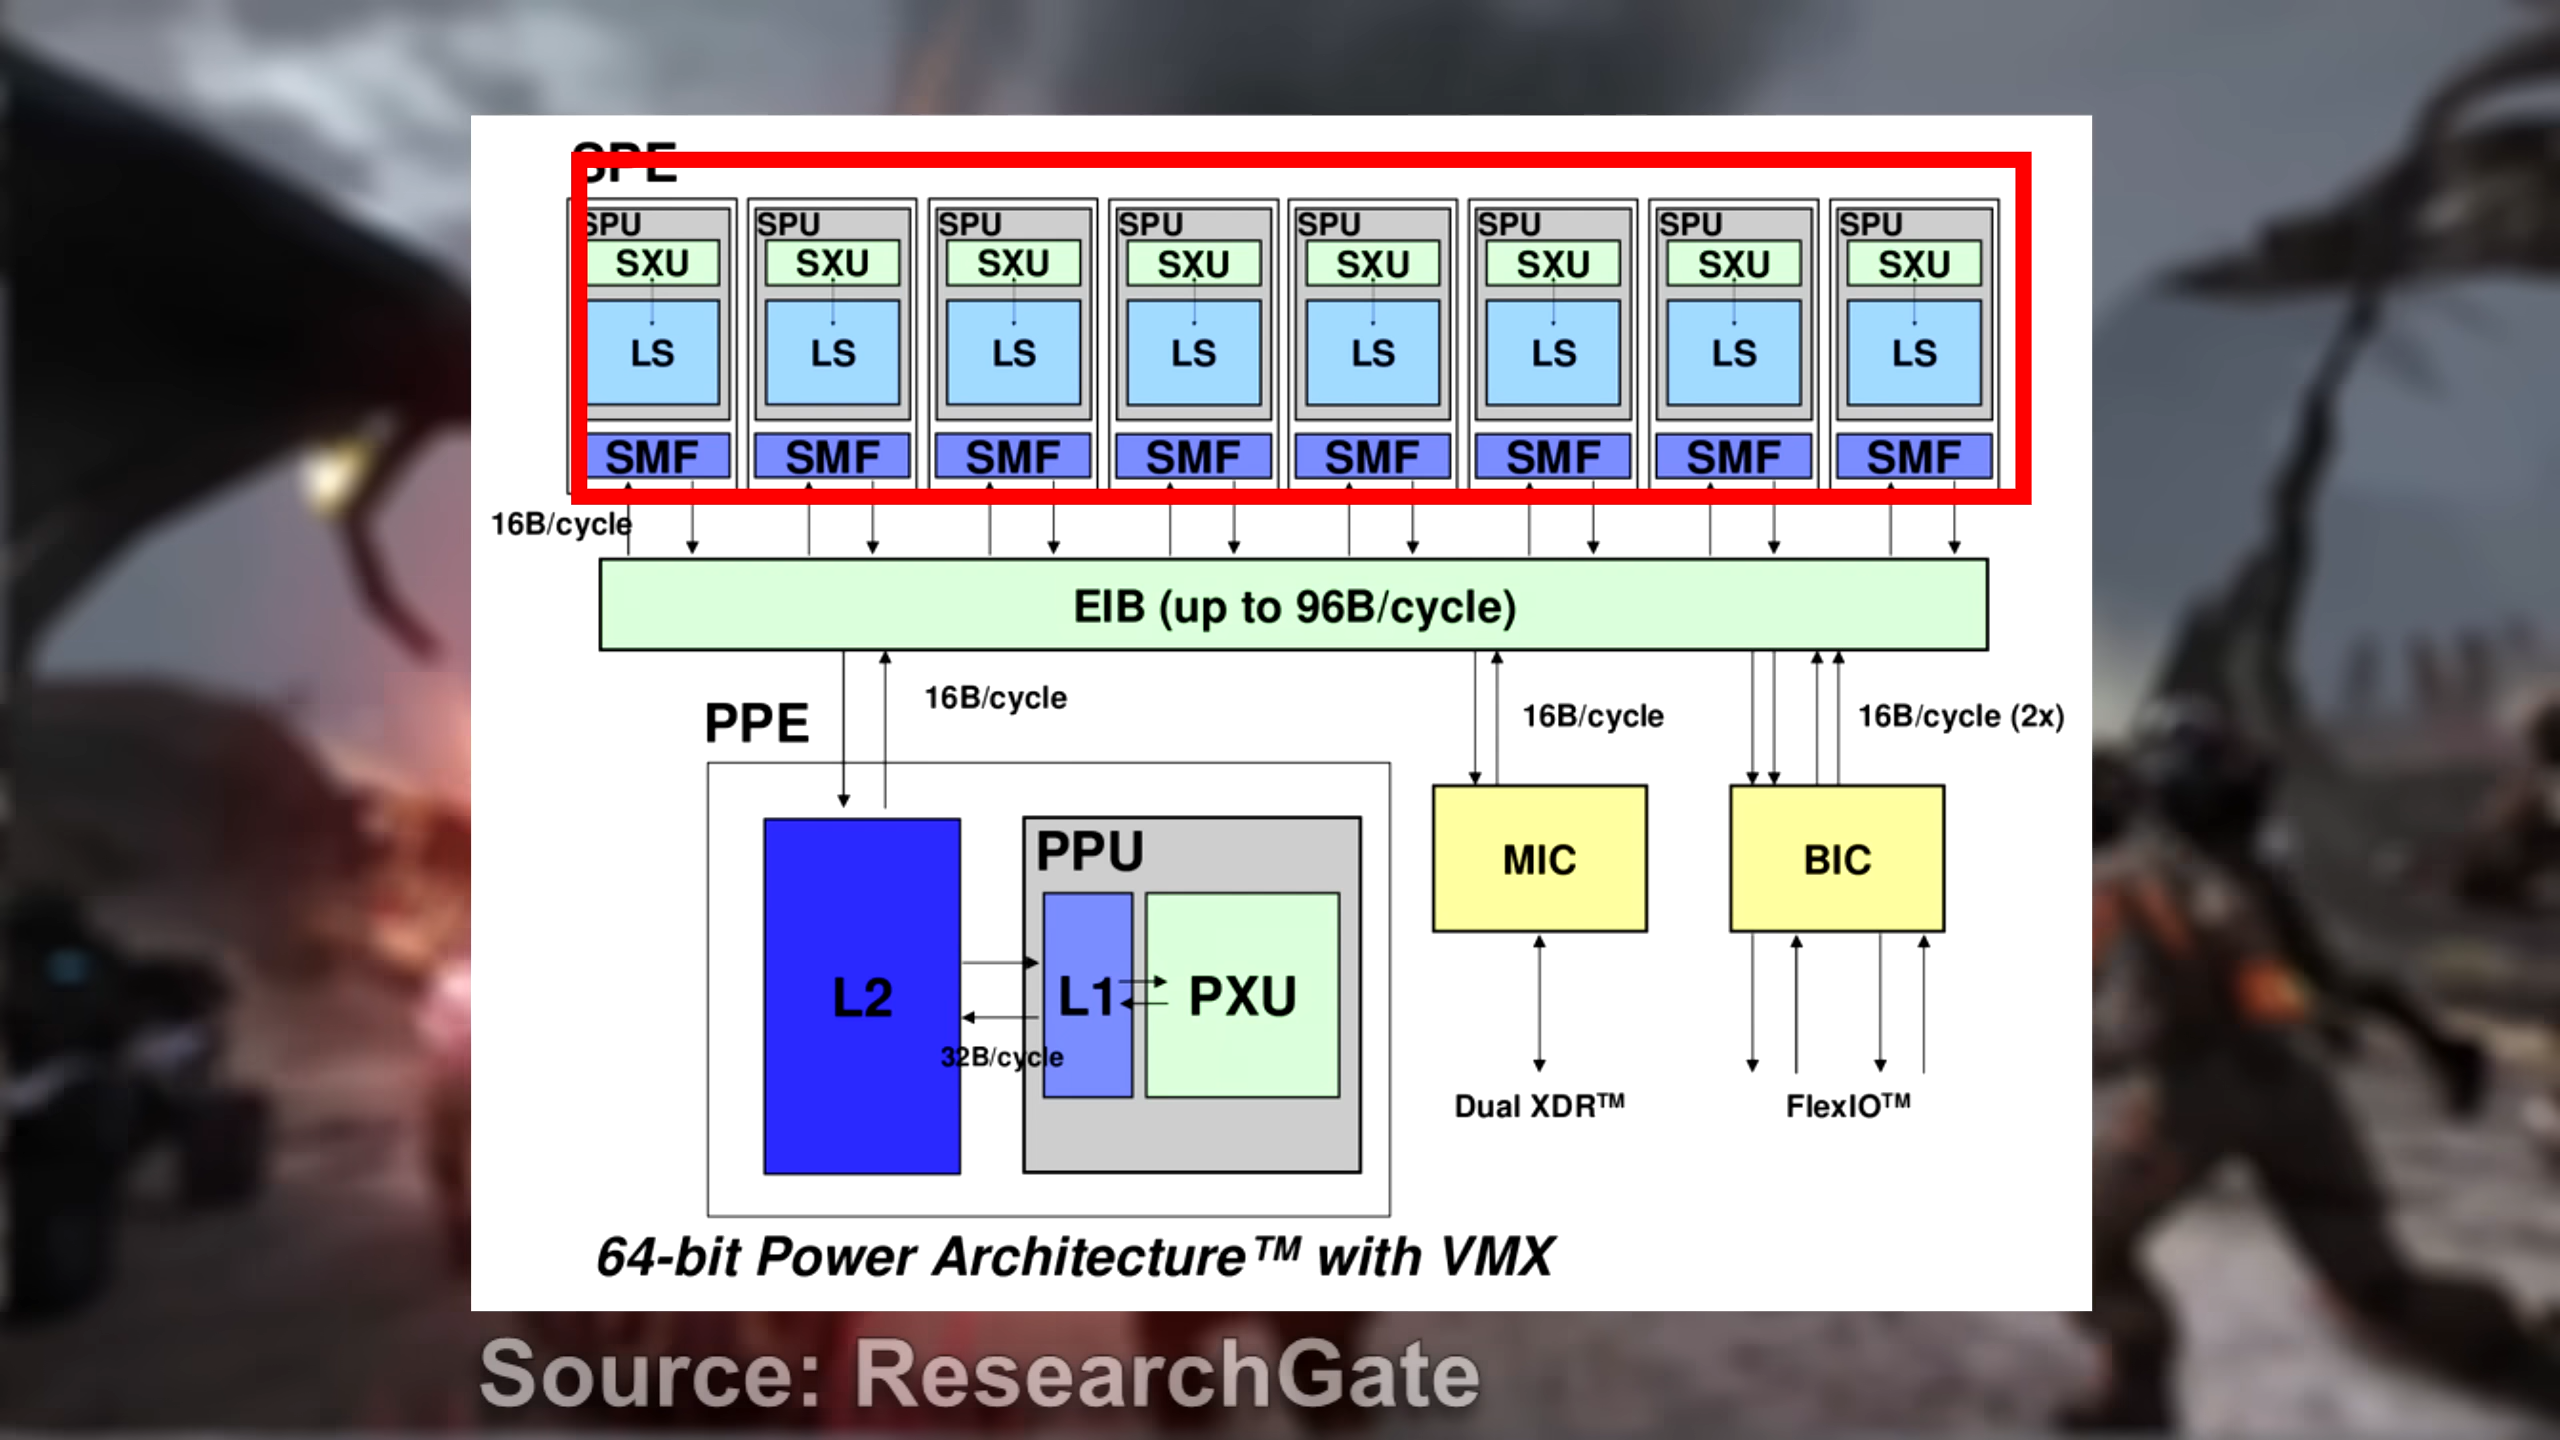 SPE
SPU SPU SPU SPU SPU SPU SPU SPU
SXU SXU SXU SXU SXU SXU SXU SXU
LS LS LS LS LS LS LS LS
SMF SMF SMF SMF SMF SMF SMF SMF
16B/cycle
EIB (up to 96B/cycle)
16B/cycle
PPE
16B/cycle
16B/cycle (2x)
PPU
MIC
BIC
L2
L1
PXU
32B/cycle
Dual XDR™
FlexIO™
64-bit Power Architecture™ with VMX
Source: ResearchGate